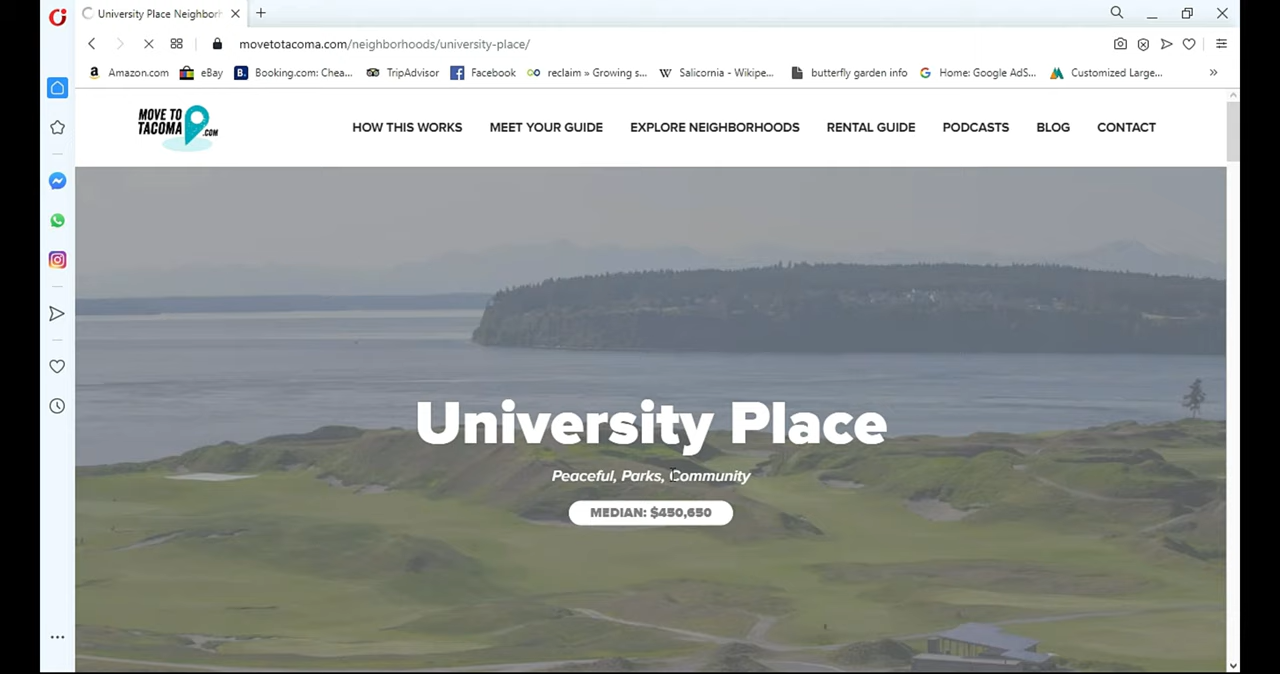 University Place Neighborh
movetotacoma.com/neighborhoods/university-place/
a Amazon.com eBay B. Booking.com: Chea... TripAdvisor Facebook reclaim » Growing s... W Salicornia - Wikipe... butterfly garden info G Home: Google AdS... Customized Large... »
MOVE TO
TACOMA .COM
HOW THIS WORKS MEET YOUR GUIDE EXPLORE NEIGHBORHOODS RENTAL GUIDE PODCASTS BLOG CONTACT
University Place
Peaceful, Parks, Community
MEDIAN: $450,650